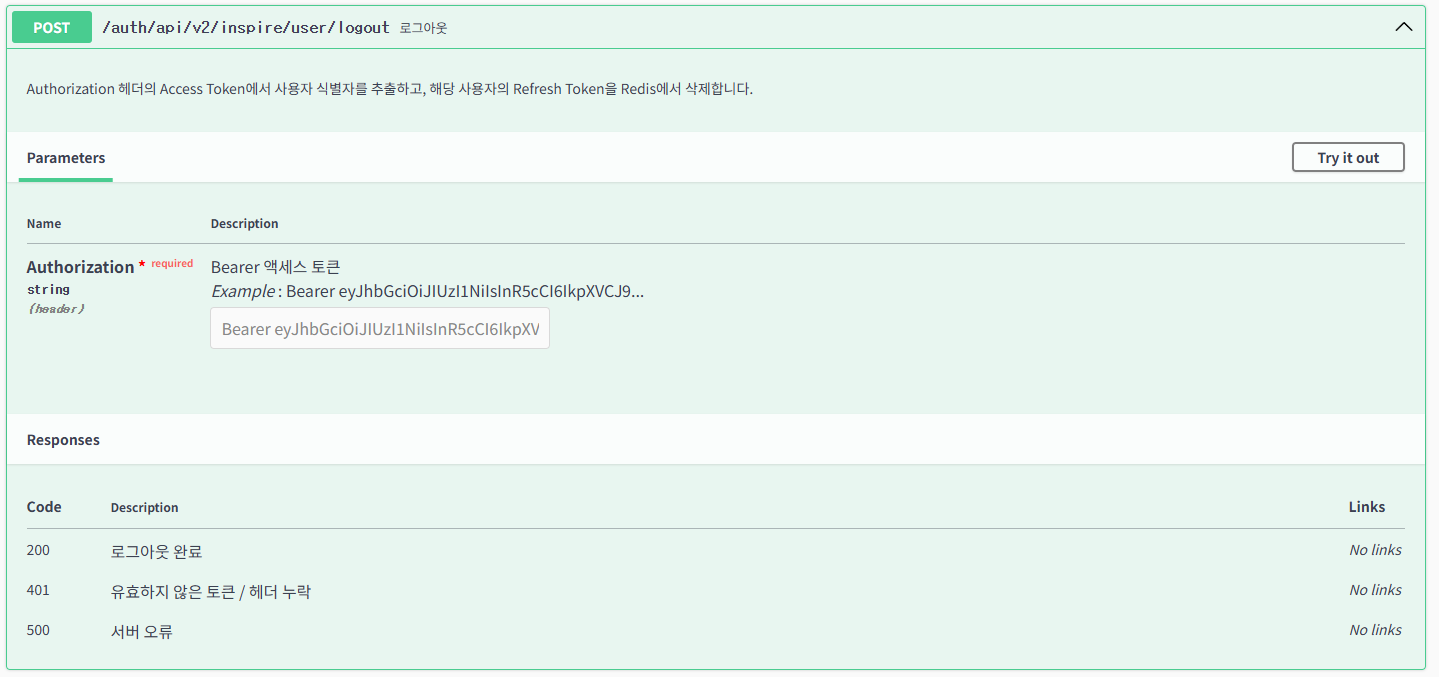 POST /auth/api/v2/inspire/user/logout 로그아웃
Authorization 헤더의 Access Token에서 사용자 식별자를 추출하고, 해당 사용자의 Refresh Token을 Redis에서 삭제합니다.
Parameters Try it out
Name Description
Authorization * required Bearer 액세스 토큰
string Example : Bearer eyJhbGciOiJIUzI1NiIsInR5cCI6IkpXVCJ9...
(header) Bearer eyJhbGciOiJIUzI1NiIsInR5cCI6IkpXV
Responses
Code Description Links
200 로그아웃 완료 No links
401 유효하지 않은 토큰 / 헤더 누락 No links
500 서버 오류 No links